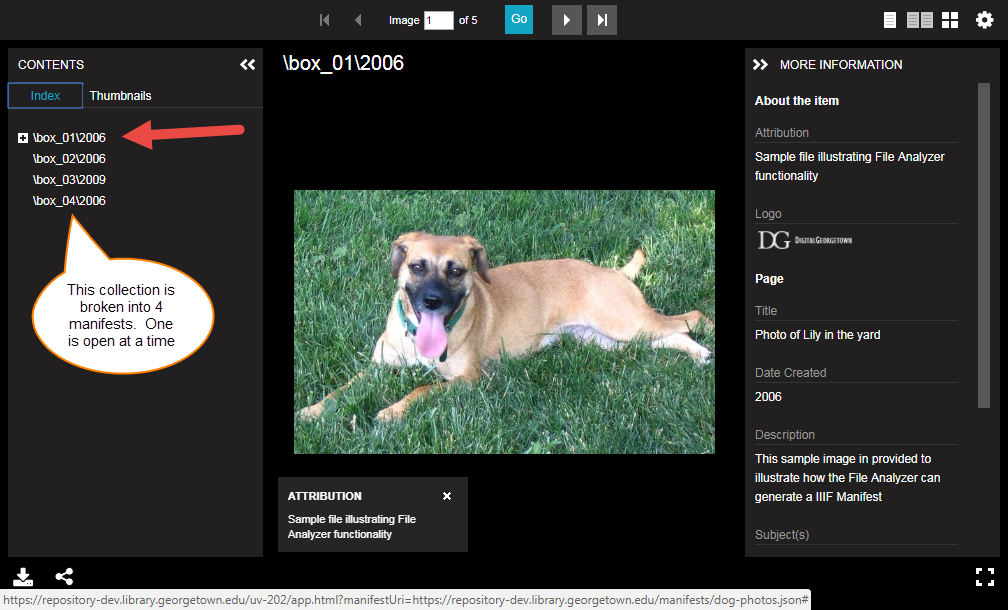 Image 1 of 5 Go
CONTENTS
Index Thumbnails
\box_01\2006
\box_02\2006
\box_03\2009
\box_04\2006
This collection is
broken into 4
manifests. One
is open at a time
\box_01\2006
ATTRIBUTION
Sample file illustrating File
Analyzer functionality
MORE INFORMATION
About the item
Attribution
Sample file illustrating File Analyzer
functionality
Logo
DG DIGITALGEORGETOWN
Page
Title
Photo of Lily in the yard
Date Created
2006
Description
This sample image in provided to
illustrate how the File Analyzer can
generate a IIIF Manifest
Subject(s)
https://repository-dev.library.georgetown.edu/uv-202/app.html?manifestUri=https://repository-dev.library.georgetown.edu/manifests/dog-photos.json#